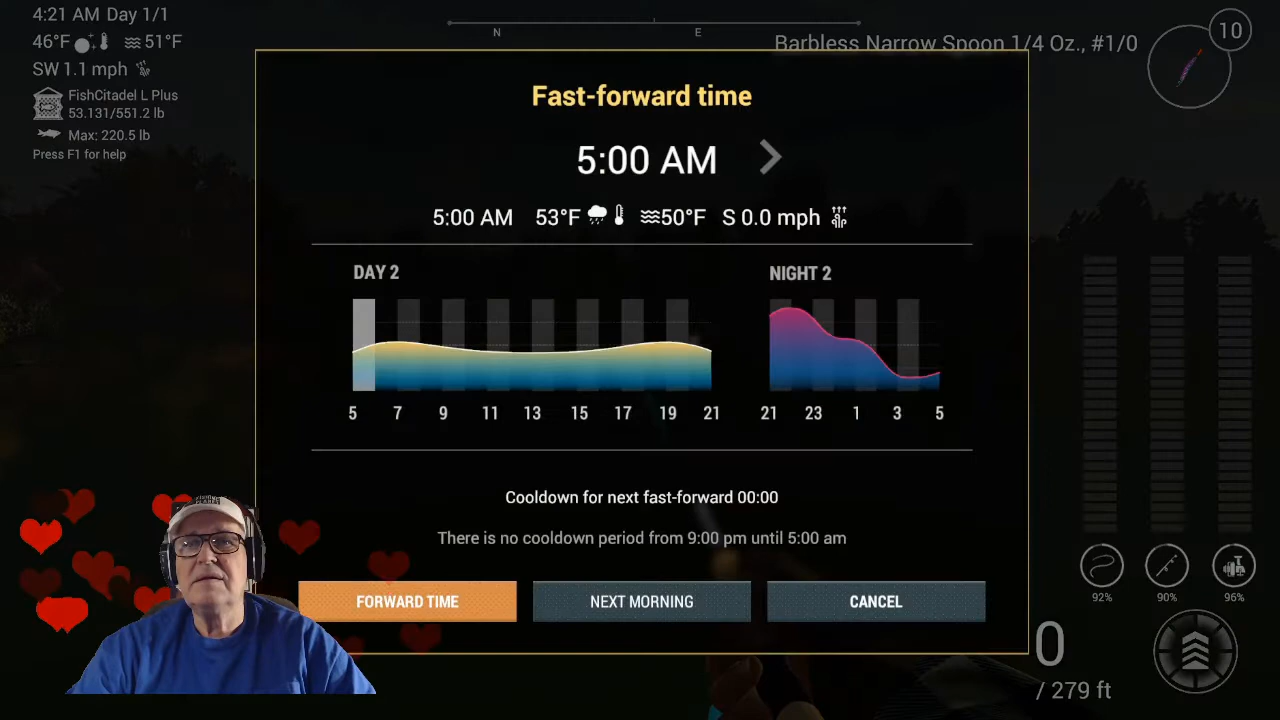 4:21 AM Day 1/1
46°F 51°F
SW 1.1 mph
FishCitadel L Plus
53.131/551.2 lb
Max: 220.5 lb
Press F1 for help
N E
Barbless Narrow Spoon 1/4 Oz., #1/0
10
Fast-forward time
5:00 AM
5:00 AM 53°F 50°F S 0.0 mph
DAY 2
NIGHT 2
5 7 9 11 13 15 17 19 21
21 23 1 3 5
Cooldown for next fast-forward 00:00
There is no cooldown period from 9:00 pm until 5:00 am
FORWARD TIME
NEXT MORNING
CANCEL
92% 90% 96%
0
/ 279 ft